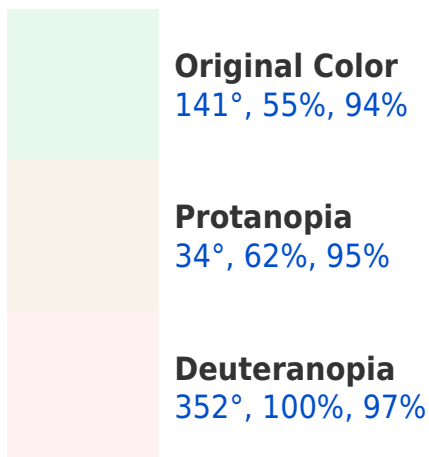 Original Color
141°, 55%, 94%
Protanopia
34°, 62%, 95%
Deuteranopia
352°, 100%, 97%